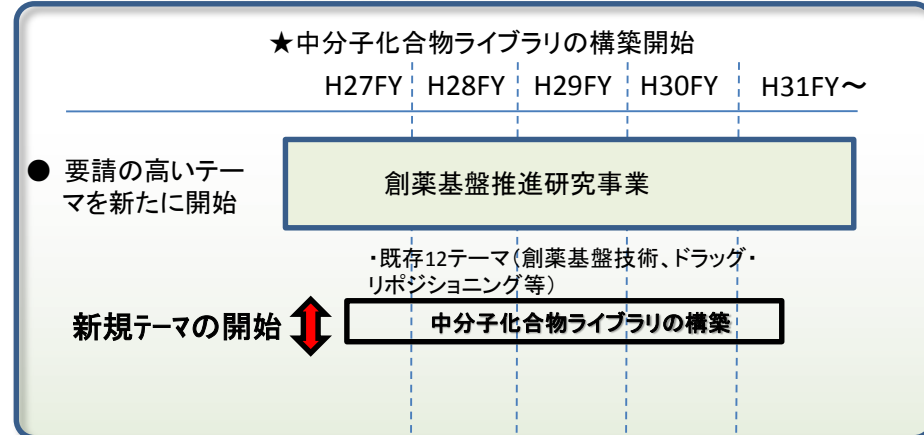 ★中分子化合物ライブラリの構築開始
H27FY H28FY H29FY H30FY H31FY～
● 要請の高いテー
マを新たに開始
創薬基盤推進研究事業
・既存12テーマ(創薬基盤技術、ドラッグ・
リポジショニング等)
新規テーマの開始
中分子化合物ライブラリの構築